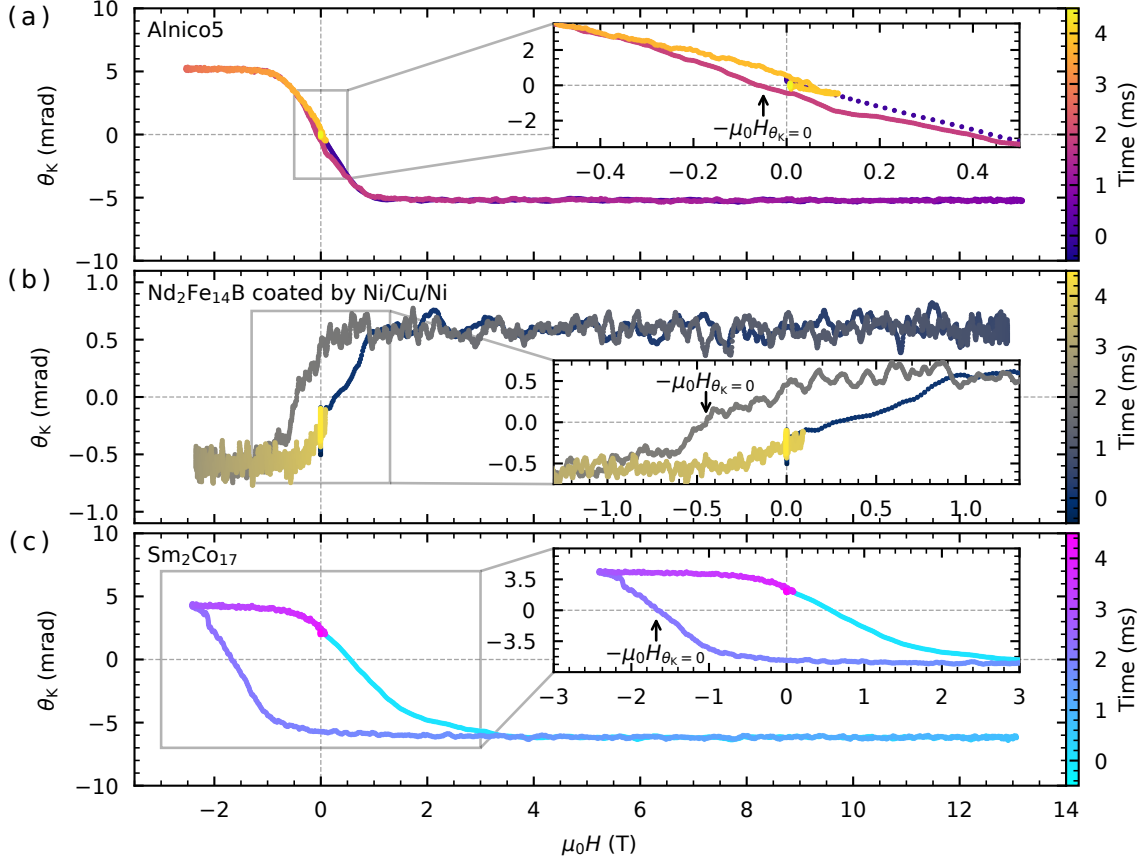 (a)
Alnico5
10
5
0
−5
−10
θK (mrad)
2
0
−2
−μ0HθK=0
−0.4 −0.2 0.0 0.2 0.4
4
3
2
1
0
Time (ms)
(b)
Nd2Fe14B coated by Ni/Cu/Ni
1.0
0.5
0.0
−0.5
−1.0
θK (mrad)
0.5
0.0
−0.5
−μ0HθK=0
−1.0 −0.5 0.0 0.5 1.0
4
3
2
1
0
Time (ms)
(c)
Sm2Co17
10
5
0
−5
−10
θK (mrad)
3.5
0
−3.5
−μ0HθK=0
−3 −2 −1 0 1 2 3
4
3
2
1
0
Time (ms)
−2 0 2 4 6 8 10 12 14
μ0H (T)